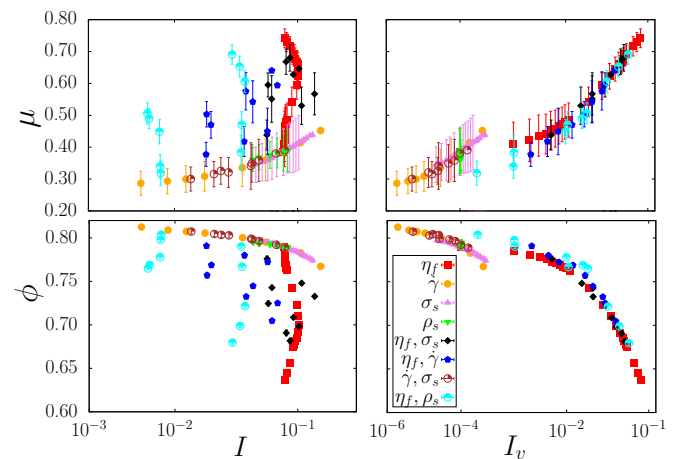 0.80
0.70
0.60
0.50
0.40
0.30
0.20
μ
0.80
0.75
0.70
0.65
0.60
ϕ
10⁻³ 10⁻² 10⁻¹
I
10⁻⁶ 10⁻⁴ 10⁻² 10⁻¹
I_v
η_f
γ̇
σ_s
ρ_s
η_f, σ_s
η_f, γ̇
γ̇, σ_s
η_f, ρ_s